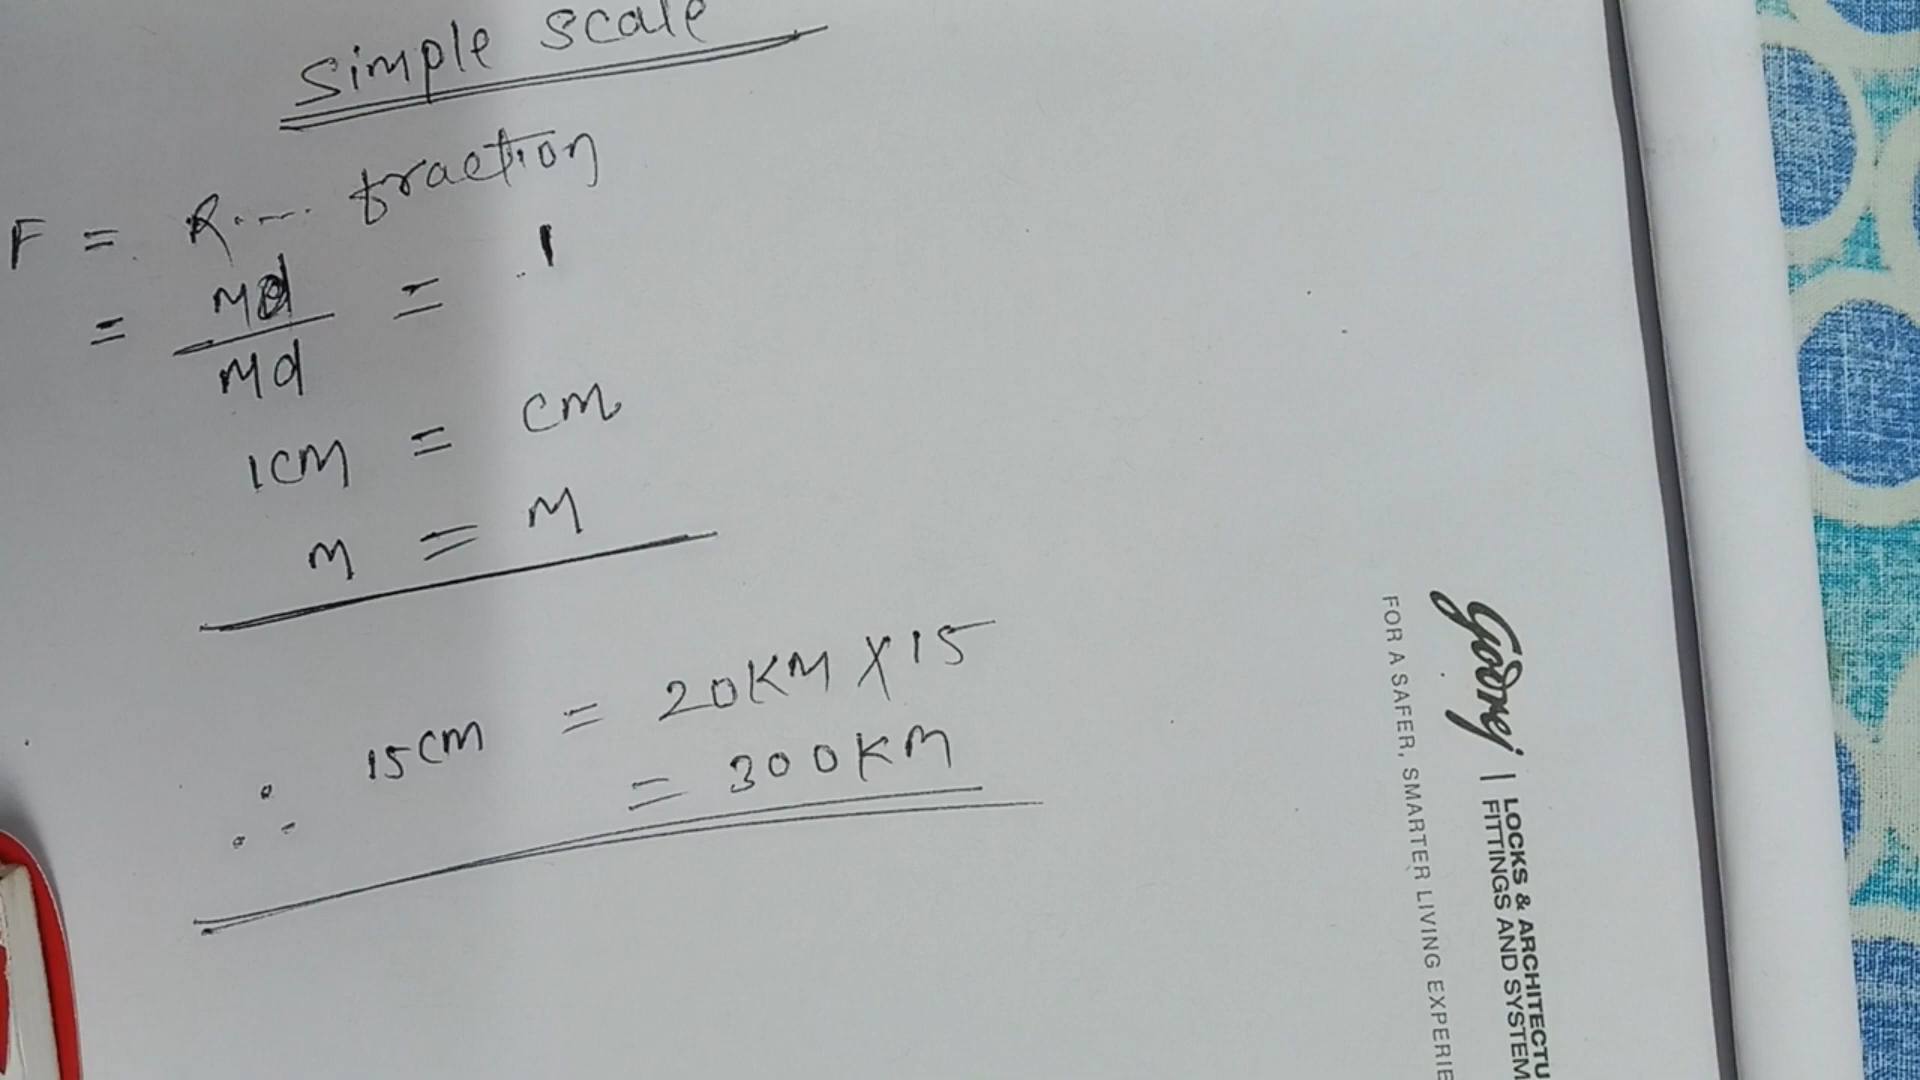 Simple scale
F = R.... fraction
= Md/Md = 1
1cm = cm
m = M
∴ 15cm = 20KM X 15
= 300KM
Godrej | LOCKS & ARCHITECTU
FITTINGS AND SYSTEM
FOR A SAFER, SMARTER LIVING EXPERIE